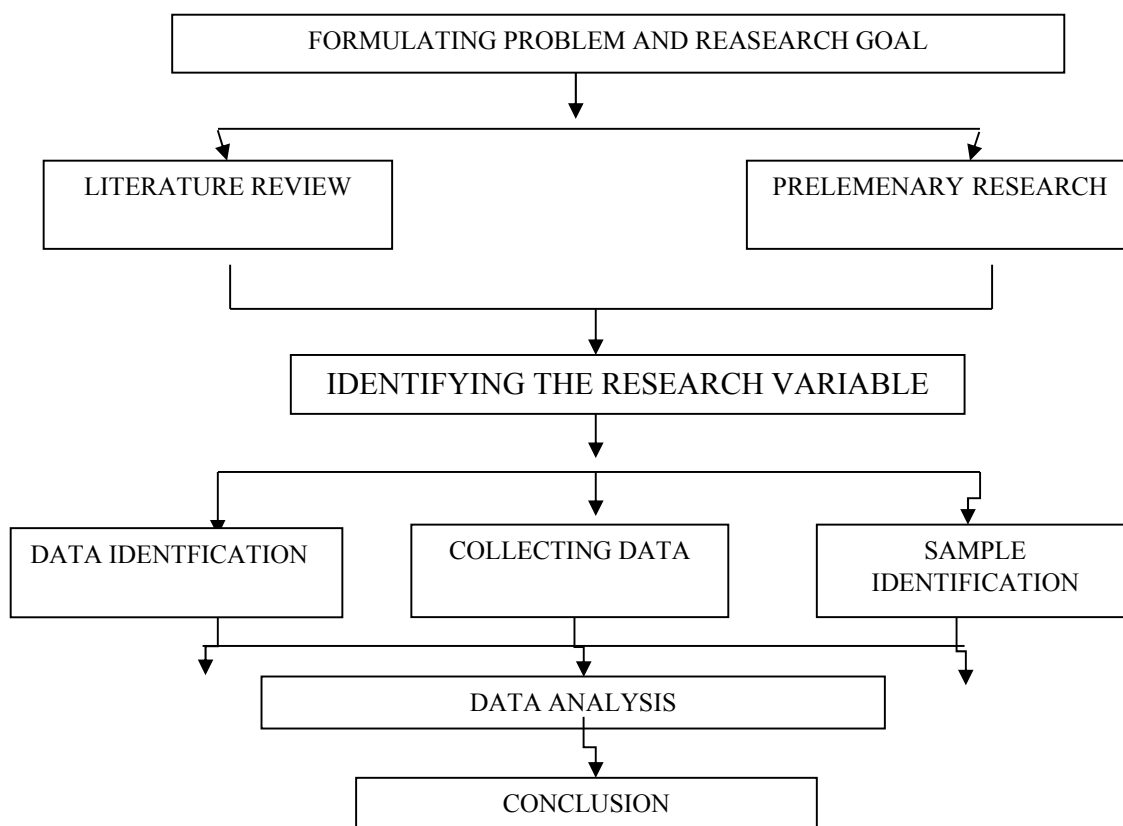 FORMULATING PROBLEM AND REASEARCH GOAL
LITERATURE REVIEW
PRELEMENARY RESEARCH
IDENTIFYING THE RESEARCH VARIABLE
DATA IDENTFICATION
COLLECTING DATA
SAMPLE
IDENTIFICATION
DATA ANALYSIS
CONCLUSION